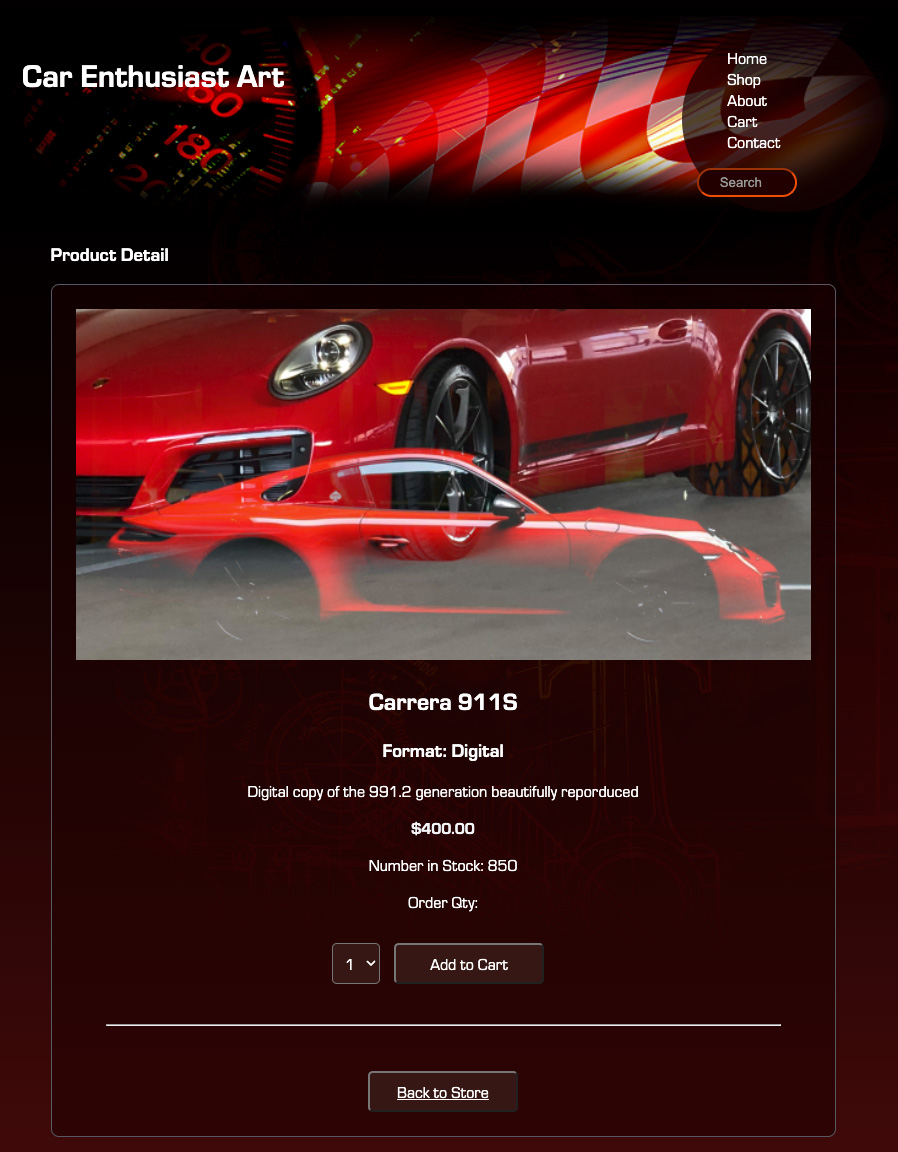 Car Enthusiast Art
Home
Shop
About
Cart
Contact
Search
40
180
Product Detail
Carrera 911S
Format: Digital
Digital copy of the 991.2 generation beautifully reporduced
$400.00
Number in Stock: 850
Order Qty:
1
Add to Cart
Back to Store